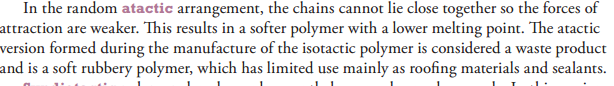 In the random atactic arrangement, the chains cannot lie close together so the forces of
attraction are weaker. This results in a softer polymer with a lower melting point. The atactic
version formed during the manufacture of the isotactic polymer is considered a waste product
and is a soft rubbery polymer, which has limited use mainly as roofing materials and sealants.